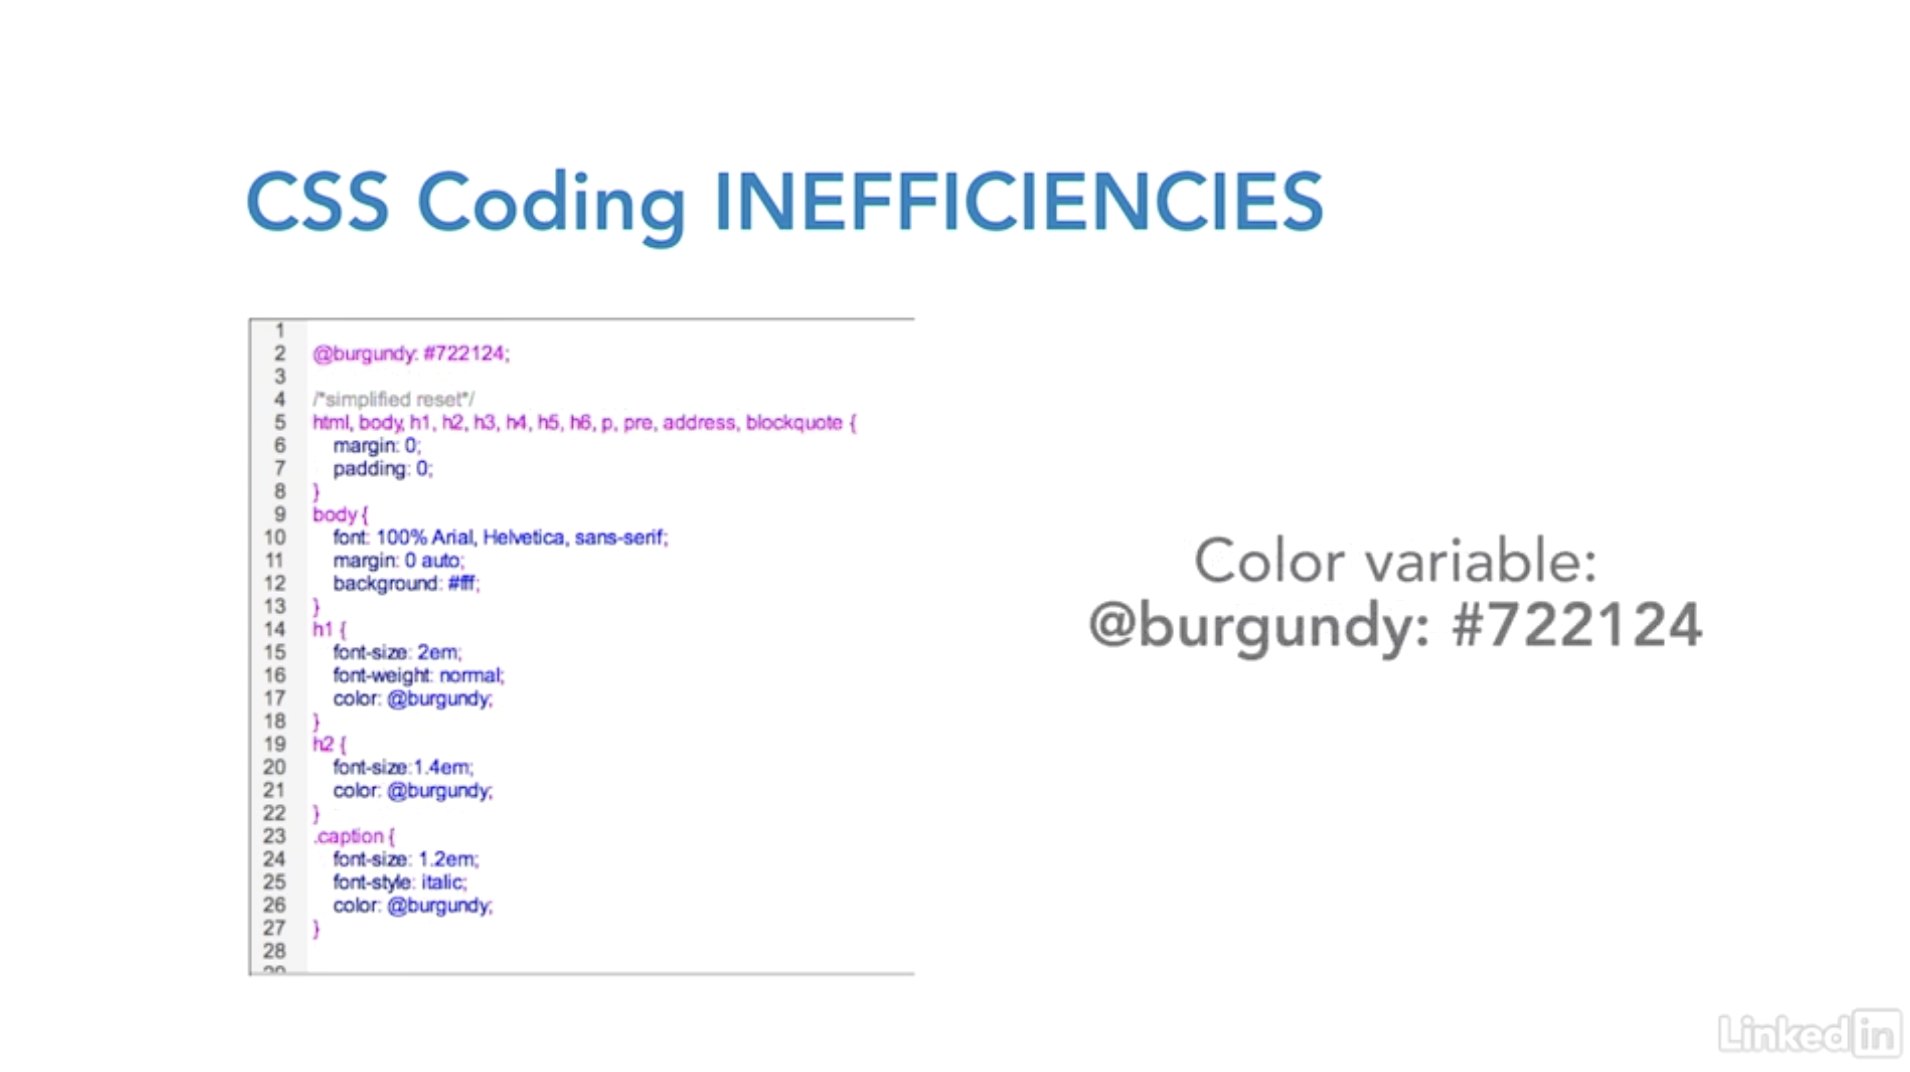 CSS Coding INEFFICIENCIES
1
2 @burgundy: #722124;
3
4 /*simplified reset*/
5 html, body, h1, h2, h3, h4, h5, h6, p, pre, address, blockquote {
6 margin: 0;
7 padding: 0;
8 }
9 body {
10 font: 100% Arial, Helvetica, sans-serif;
11 margin: 0 auto;
12 background: #fff;
13 }
14 h1 {
15 font-size: 2em;
16 font-weight: normal;
17 color: @burgundy;
18 }
19 h2 {
20 font-size:1.4em;
21 color: @burgundy;
22 }
23 .caption {
24 font-size: 1.2em;
25 font-style: italic;
26 color: @burgundy;
27 }
28
Color variable:
@burgundy: #722124
Linked in